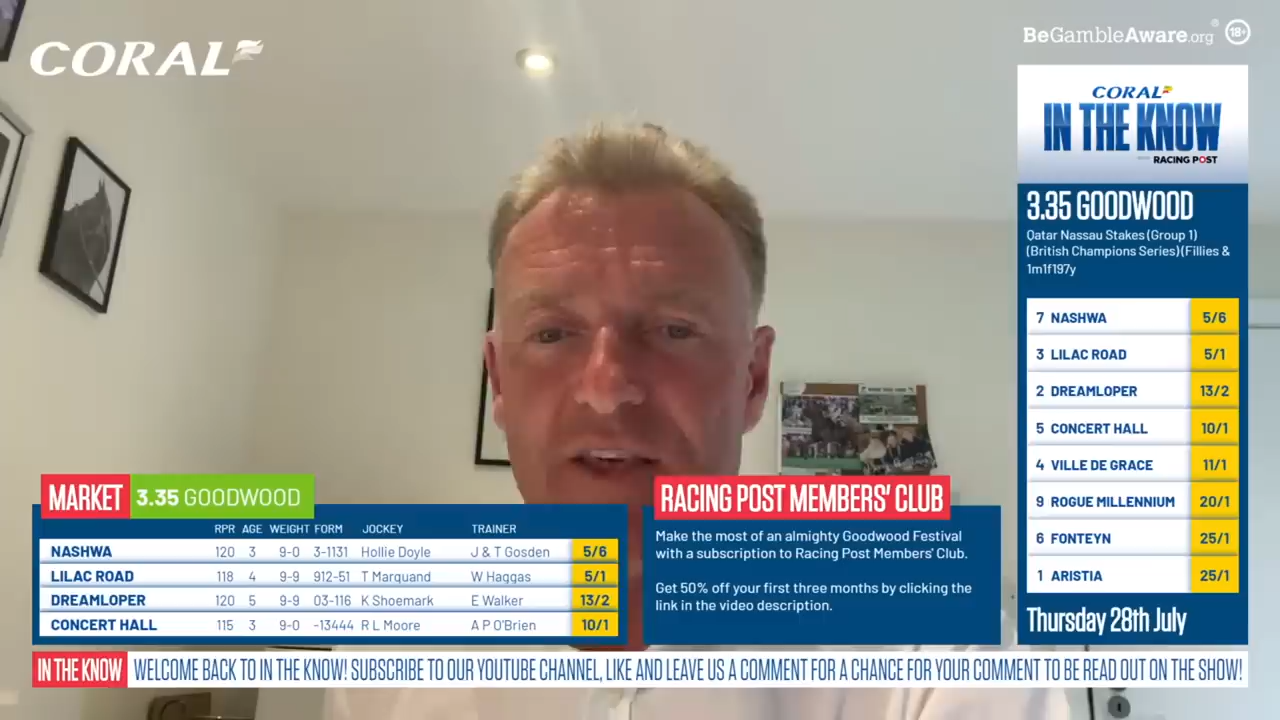 CORAL
BeGambleAware.org® 18+
CORAL
IN THE KNOW
RACING POST
3.35 GOODWOOD
Qatar Nassau Stakes (Group 1)
(British Champions Series) (Fillies &
1m1f197y
7 NASHWA 5/6
3 LILAC ROAD 5/1
2 DREAMLOPER 13/2
5 CONCERT HALL 10/1
4 VILLE DE GRACE 11/1
9 ROGUE MILLENNIUM 20/1
6 FONTEYN 25/1
1 ARISTIA 25/1
Thursday 28th July
MARKET 3.35 GOODWOOD
RPR AGE WEIGHT FORM JOCKEY TRAINER
NASHWA 120 3 9-0 3-1131 Hollie Doyle J & T Gosden 5/6
LILAC ROAD 118 4 9-9 912-51 T Marquand W Haggas 5/1
DREAMLOPER 120 5 9-9 03-116 K Shoemark E Walker 13/2
CONCERT HALL 115 3 9-0 -13444 R L Moore A P O'Brien 10/1
RACING POST MEMBERS' CLUB
Make the most of an almighty Goodwood Festival
with a subscription to Racing Post Members' Club.
Get 50% off your first three months by clicking the
link in the video description.
IN THE KNOW WELCOME BACK TO IN THE KNOW! SUBSCRIBE TO OUR YOUTUBE CHANNEL, LIKE AND LEAVE US A COMMENT FOR A CHANCE FOR YOUR COMMENT TO BE READ OUT ON THE SHOW!